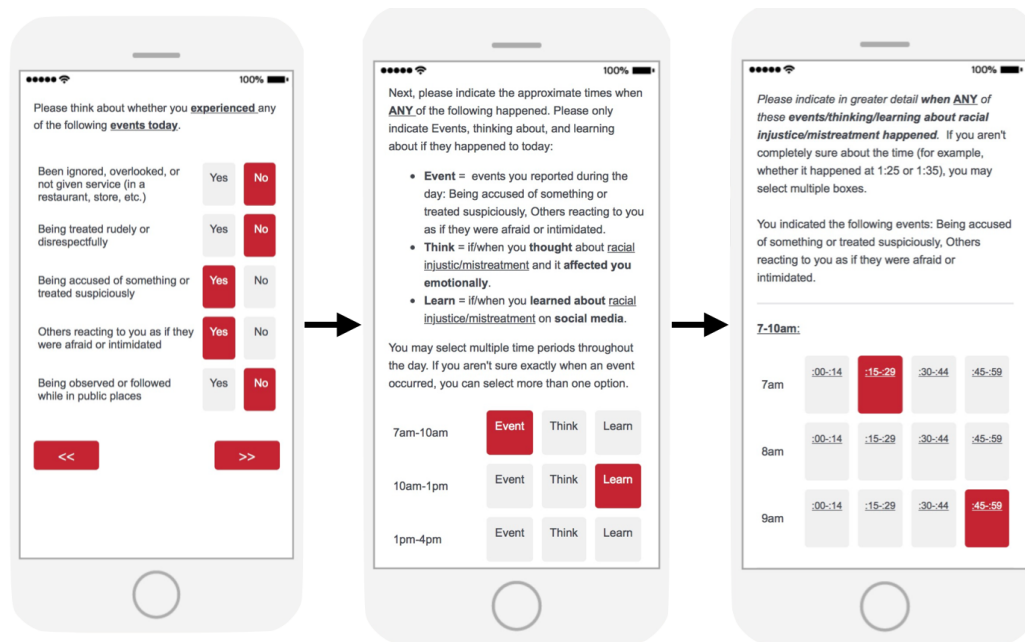 100%
Please think about whether you experienced any
of the following events today.
Been ignored, overlooked, or
not given service (in a
restaurant, store, etc.)
Yes
No
Being treated rudely or
disrespectfully
Yes
No
Being accused of something or
treated suspiciously
Yes
No
Others reacting to you as if they
were afraid or intimidated
Yes
No
Being observed or followed
while in public places
Yes
No
<<
>>
100%
Next, please indicate the approximate times when
ANY of the following happened. Please only
indicate Events, thinking about, and learning
about if they happened to today:
• Event = events you reported during the
day: Being accused of something or
treated suspiciously, Others reacting to you
as if they were afraid or intimidated.
• Think = if/when you thought about racial
injustic/mistreatment and it affected you
emotionally.
• Learn = if/when you learned about racial
injustice/mistreatment on social media.
You may select multiple time periods throughout
the day. If you aren't sure exactly when an event
occurred, you can select more than one option.
7am-10am
Event
Think
Learn
10am-1pm
Event
Think
Learn
1pm-4pm
Event
Think
Learn
100%
Please indicate in greater detail when ANY of
these events/thinking/learning about racial
injustice/mistreatment happened. If you aren't
completely sure about the time (for example,
whether it happened at 1:25 or 1:35), you may
select multiple boxes.
You indicated the following events: Being accused
of something or treated suspiciously, Others
reacting to you as if they were afraid or
intimidated.
7-10am:
7am
:00-:14
:15-:29
:30-:44
:45-:59
8am
:00-:14
:15-:29
:30-:44
:45-:59
9am
:00-:14
:15-:29
:30-:44
:45-:59